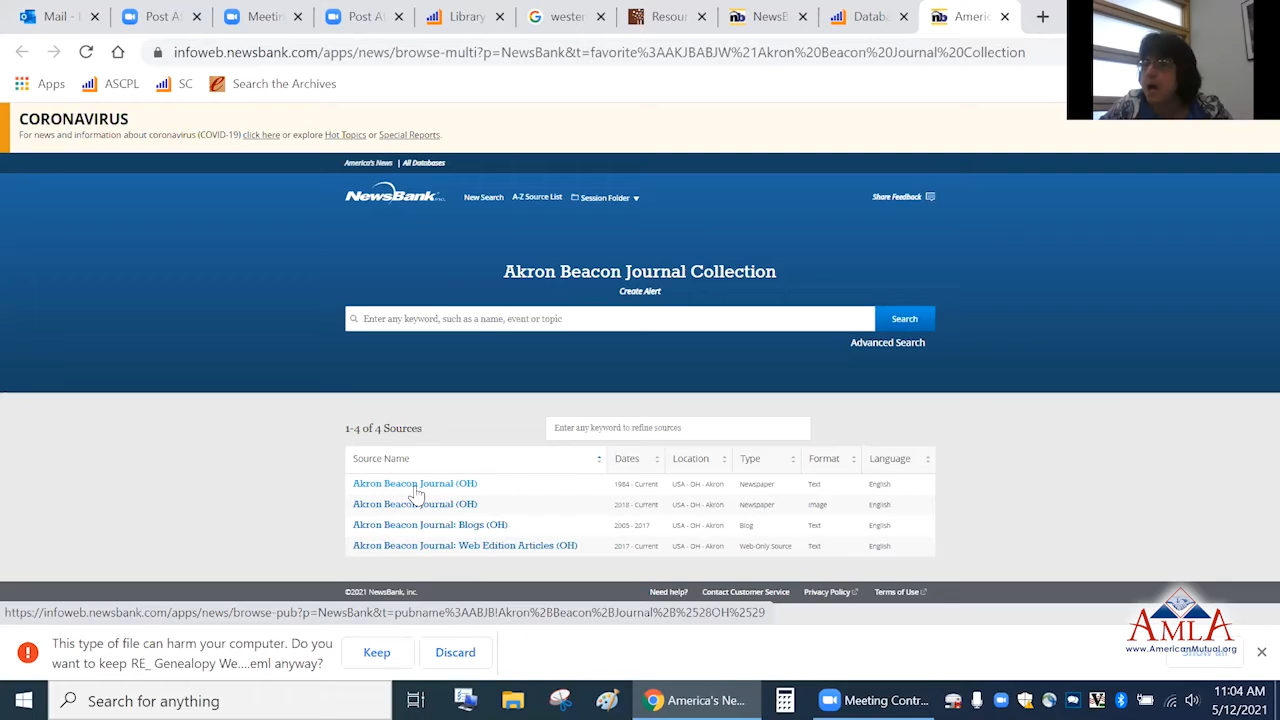 Mail -
Post A
Meetin
Post A
Library
wester
Resou
NewsB
Datab
Americ
infoweb.newsbank.com/apps/news/browse-multi?p=NewsBank&t=favorite%3AAKJBABJW%21Akron%20Beacon%20Journal%20Collection
Apps ASCPL SC Search the Archives
CORONAVIRUS
For news and information about coronavirus (COVID-19) click here or explore Hot Topics or Special Reports.
America's News | All Databases
NewsBank inc. New Search A-Z Source List Session Folder Share Feedback
Akron Beacon Journal Collection
Create Alert
Enter any keyword, such as a name, event or topic Search
Advanced Search
1-4 of 4 Sources Enter any keyword to refine sources
Source Name Dates Location Type Format Language
Akron Beacon Journal (OH) 1984 - Current USA - OH - Akron Newspaper Text English
Akron Beacon Journal (OH) 2018 - Current USA - OH - Akron Newspaper Image English
Akron Beacon Journal: Blogs (OH) 2005 - 2017 USA - OH - Akron Blog Text English
Akron Beacon Journal: Web Edition Articles (OH) 2017 - Current USA - OH - Akron Web-Only Source Text English
©2021 NewsBank, inc. Need help? Contact Customer Service Privacy Policy Terms of Use
https://infoweb.newsbank.com/apps/news/browse-pub?p=NewsBank&t=pubname%3AABJB!Akron%2BBeacon%2BJournal%2B%2528OH%2529
This type of file can harm your computer. Do you
want to keep RE_ Genealopy We....eml anyway?
Keep Discard
Show all
AMLA
www.AmericanMutual.org
Search for anything
America's Ne...
Meeting Contr...
11:04 AM
5/12/2021